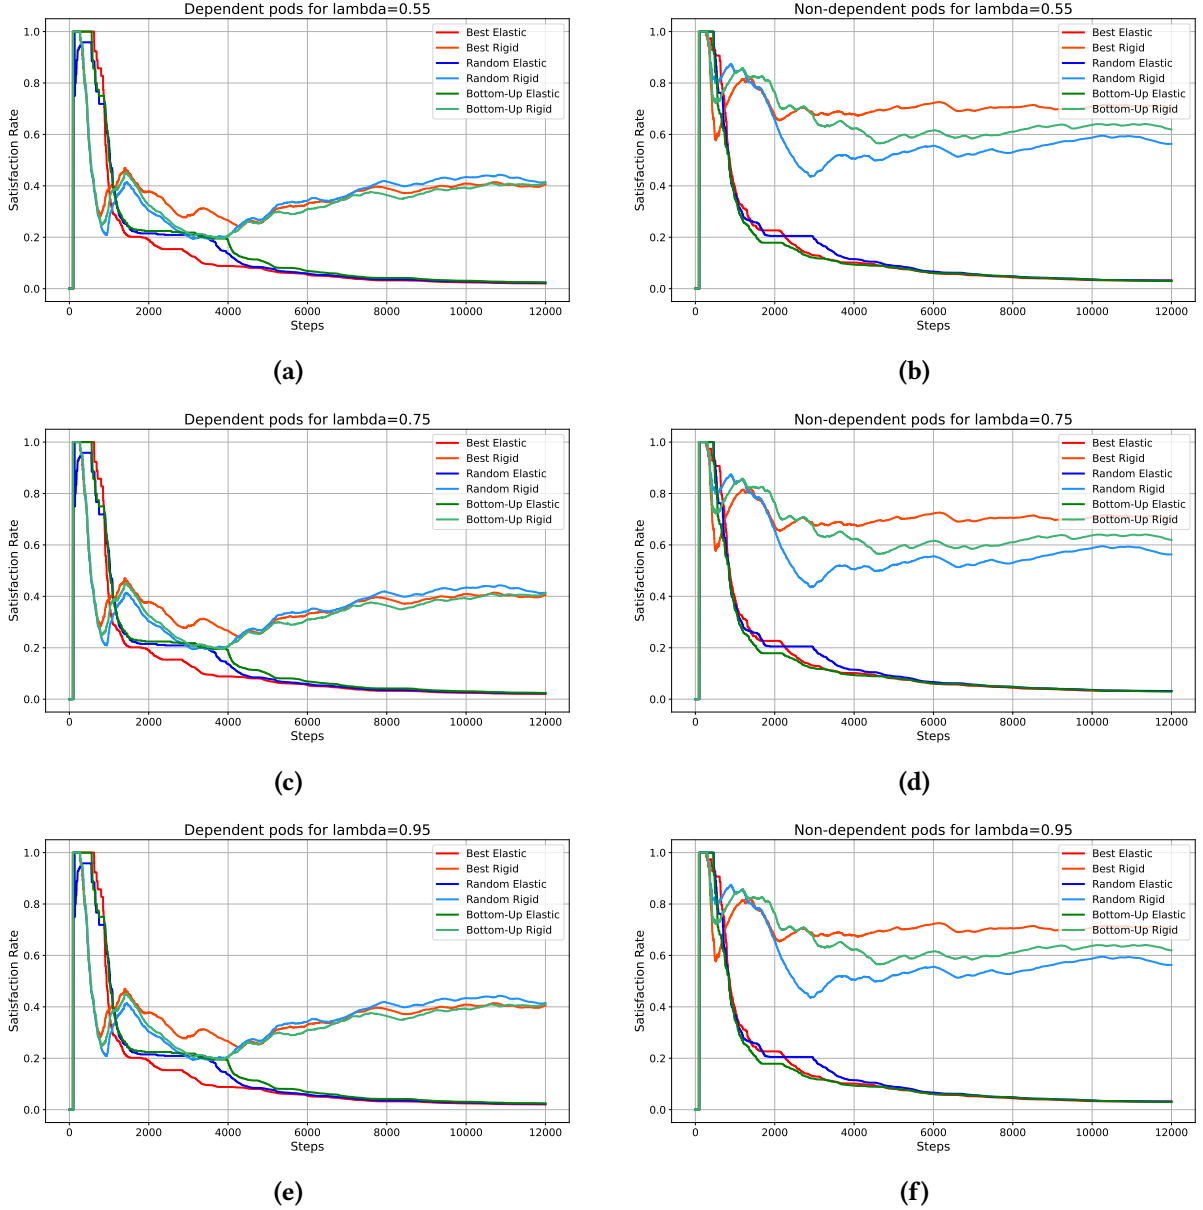 Dependent pods for lambda=0.55
Satisfaction Rate
1.0
0.8
0.6
0.4
0.2
0.0
Best Elastic
Best Rigid
Random Elastic
Random Rigid
Bottom-Up Elastic
Bottom-Up Rigid
0 2000 4000 6000 8000 10000 12000
Steps
(a)
Non-dependent pods for lambda=0.55
Satisfaction Rate
1.0
0.8
0.6
0.4
0.2
0.0
Best Elastic
Best Rigid
Random Elastic
Random Rigid
Bottom-Up Elastic
Bottom-Up Rigid
0 2000 4000 6000 8000 10000 12000
Steps
(b)
Dependent pods for lambda=0.75
Satisfaction Rate
1.0
0.8
0.6
0.4
0.2
0.0
Best Elastic
Best Rigid
Random Elastic
Random Rigid
Bottom-Up Elastic
Bottom-Up Rigid
0 2000 4000 6000 8000 10000 12000
Steps
(c)
Non-dependent pods for lambda=0.75
Satisfaction Rate
1.0
0.8
0.6
0.4
0.2
0.0
Best Elastic
Best Rigid
Random Elastic
Random Rigid
Bottom-Up Elastic
Bottom-Up Rigid
0 2000 4000 6000 8000 10000 12000
Steps
(d)
Dependent pods for lambda=0.95
Satisfaction Rate
1.0
0.8
0.6
0.4
0.2
0.0
Best Elastic
Best Rigid
Random Elastic
Random Rigid
Bottom-Up Elastic
Bottom-Up Rigid
0 2000 4000 6000 8000 10000 12000
Steps
(e)
Non-dependent pods for lambda=0.95
Satisfaction Rate
1.0
0.8
0.6
0.4
0.2
0.0
Best Elastic
Best Rigid
Random Elastic
Random Rigid
Bottom-Up Elastic
Bottom-Up Rigid
0 2000 4000 6000 8000 10000 12000
Steps
(f)